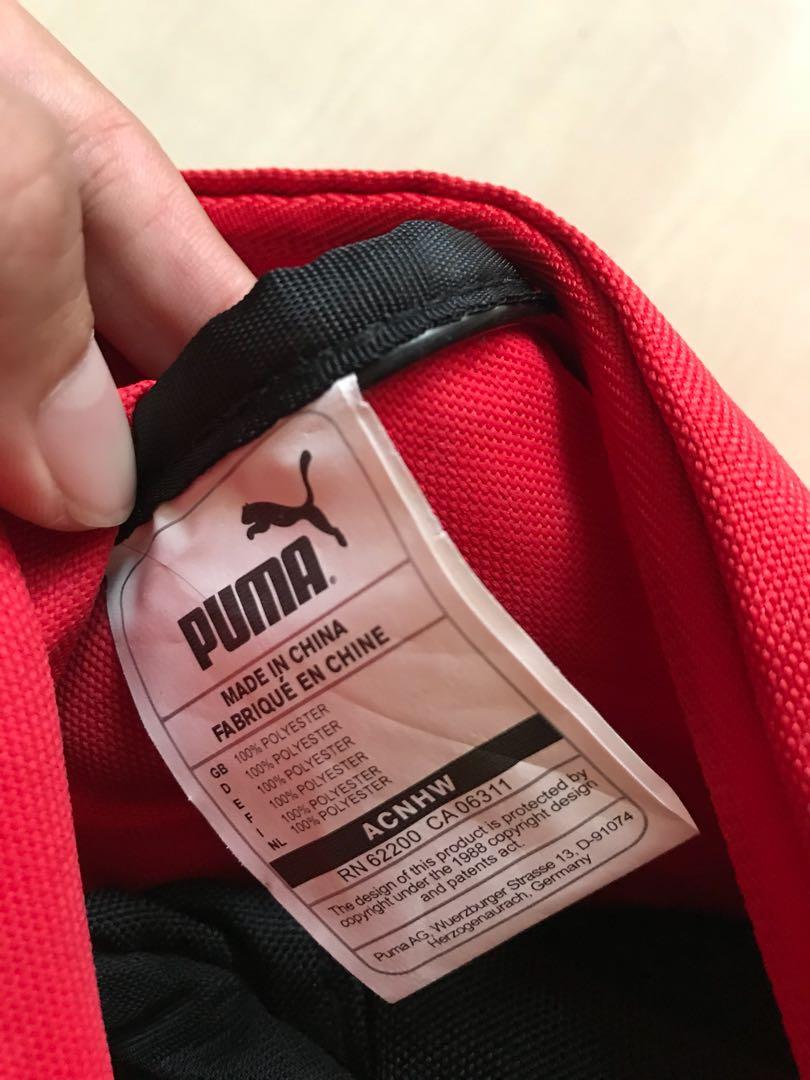 PUMA
MADE IN CHINA
FABRIQUÉ EN CHINE
GB 100% POLYESTER
D 100% POLYESTER
E 100% POLYESTER
F 100% POLYESTER
I 100% POLYESTER
NL 100% POLYESTER
ACNHW
RN 62200 CA 06311
The design of this product is protected by
copyright under the 1988 copyright design
and patents act.
Puma AG, Wuerzburger Strasse 13, D-91074
Herzogenaurach, Germany